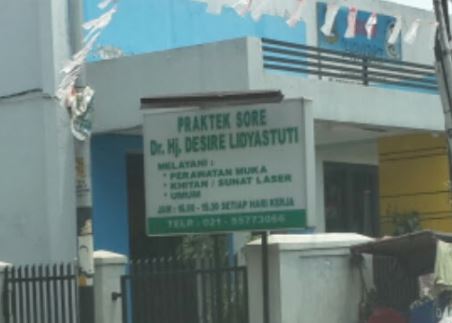 PRAKTEK SORE
Dr. Hj. DESIRE LIDYASTUTI
MELAYANI :
* PERAWATAN MUKA
* KHITAN / SUNAT LASER
* UMUM
JAM : 16.00 - 19.30 SETIAP HARI KERJA
TELP. : 021 - 55773066